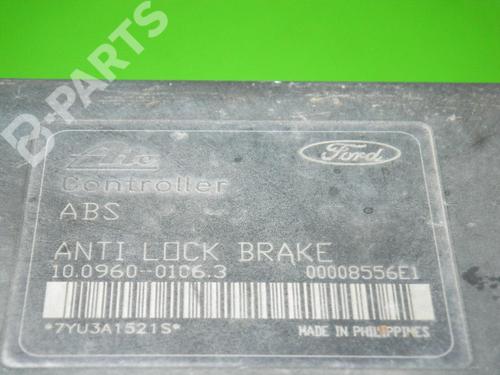 B-PARTS
Ate
Ford
Controller
ABS
ANTI LOCK BRAKE
10.0960-0106.3 00008556E1
*7YU3A1521S*
MADE IN PHILIPPINES